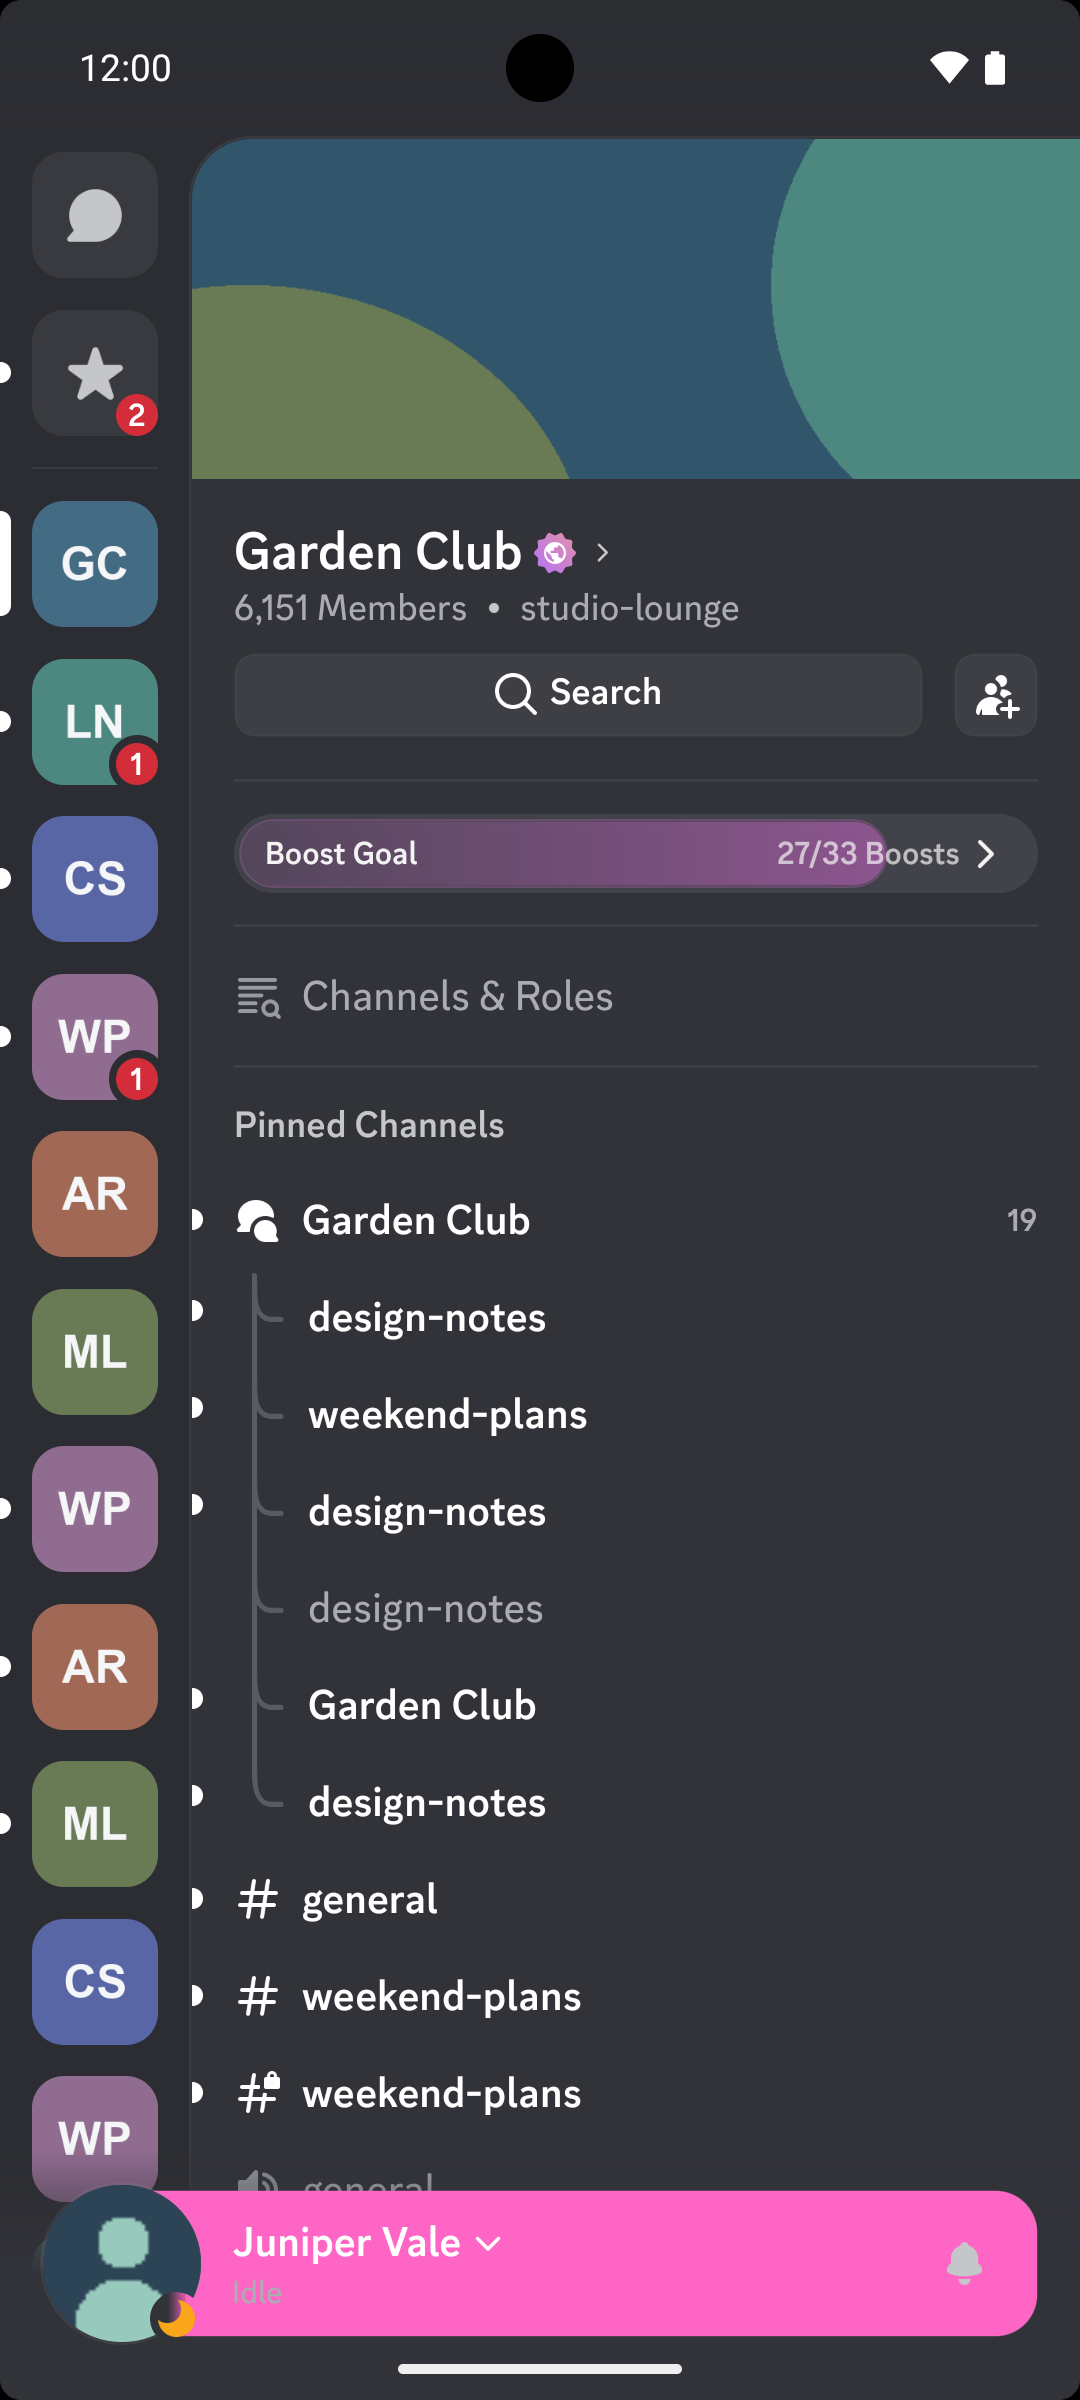 12:00
2
GC
LN
1
CS
WP
1
AR
ML
WP
AR
ML
CS
WP
Garden Club
6,151 Members • studio-lounge
Search
Boost Goal 27/33 Boosts
Channels & Roles
Pinned Channels
Garden Club 19
design-notes
weekend-plans
design-notes
design-notes
Garden Club
design-notes
general
weekend-plans
weekend-plans
general
Juniper Vale
Idle